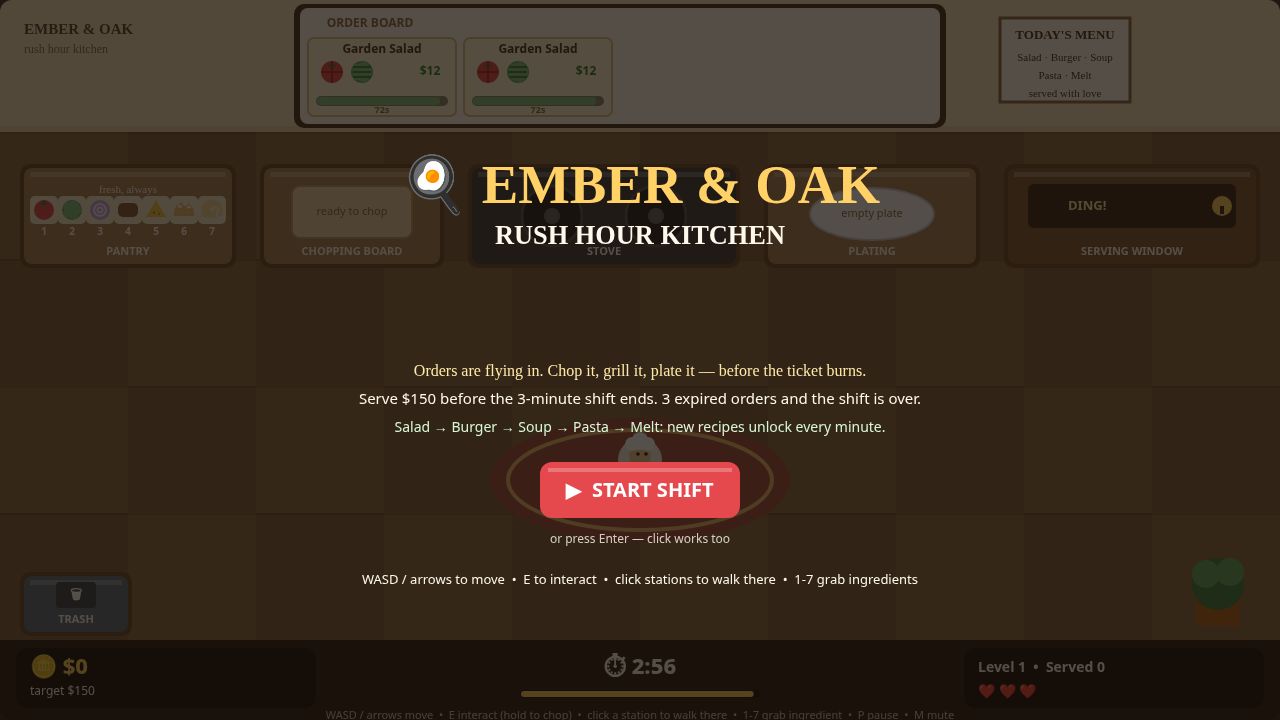 EMBER & OAK
rush hour kitchen
ORDER BOARD
Garden Salad
$12
72s
Garden Salad
$12
72s
TODAY'S MENU
Salad · Burger · Soup
Pasta · Melt
served with love
fresh, always
1 2 3 4 5 6 7
PANTRY
ready to chop
CHOPPING BOARD
STOVE
empty plate
PLATING
DING!
SERVING WINDOW
EMBER & OAK
RUSH HOUR KITCHEN
Orders are flying in. Chop it, grill it, plate it — before the ticket burns.
Serve $150 before the 3-minute shift ends. 3 expired orders and the shift is over.
Salad → Burger → Soup → Pasta → Melt: new recipes unlock every minute.
▶ START SHIFT
or press Enter — click works too
WASD / arrows to move • E to interact • click stations to walk there • 1-7 grab ingredients
TRASH
$0
target $150
2:56
Level 1 • Served 0
WASD / arrows move • E interact (hold to chop) • click a station to walk there • 1-7 grab ingredient • P pause • M mute